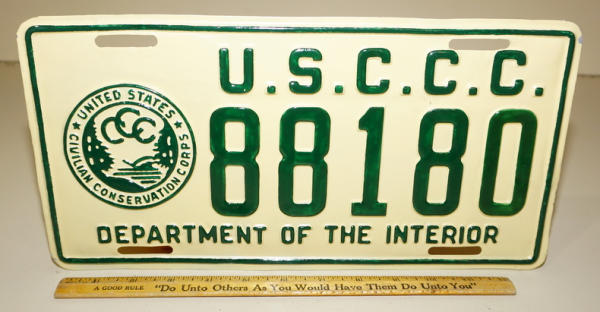 U.S.C.C.C.
UNITED STATES
CCC
CIVILIAN CONSERVATION CORPS
88180
DEPARTMENT OF THE INTERIOR
A GOOD RULE "Do Unto Others As You Would Have Them Do Unto You"